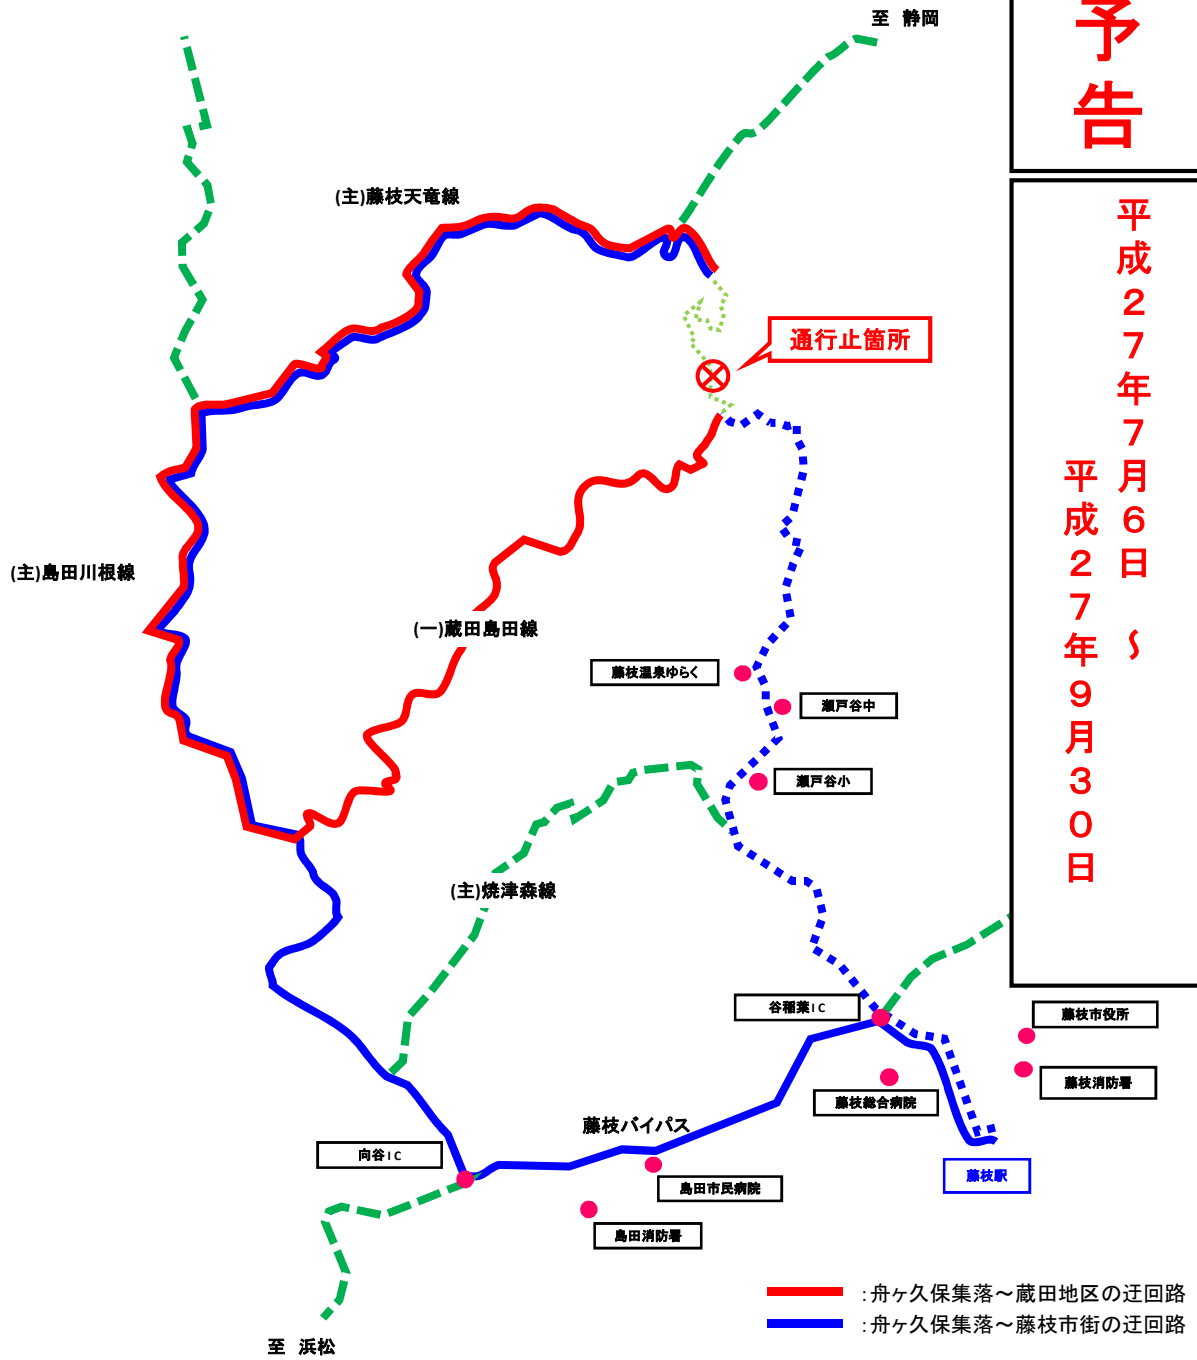 至 静岡
予告
平成27年7月6日 ~
平成27年9月30日
(主)藤枝天竜線
通行止箇所
(主)島田川根線
(一)蔵田島田線
藤枝温泉ゆらく
瀬戸谷中
瀬戸谷小
(主)焼津森線
谷稲葉IC
藤枝市役所
藤枝消防署
藤枝総合病院
藤枝バイパス
向谷IC
藤枝駅
島田市民病院
島田消防署
:舟ヶ久保集落~蔵田地区の迂回路
:舟ヶ久保集落~藤枝市街の迂回路
至 浜松